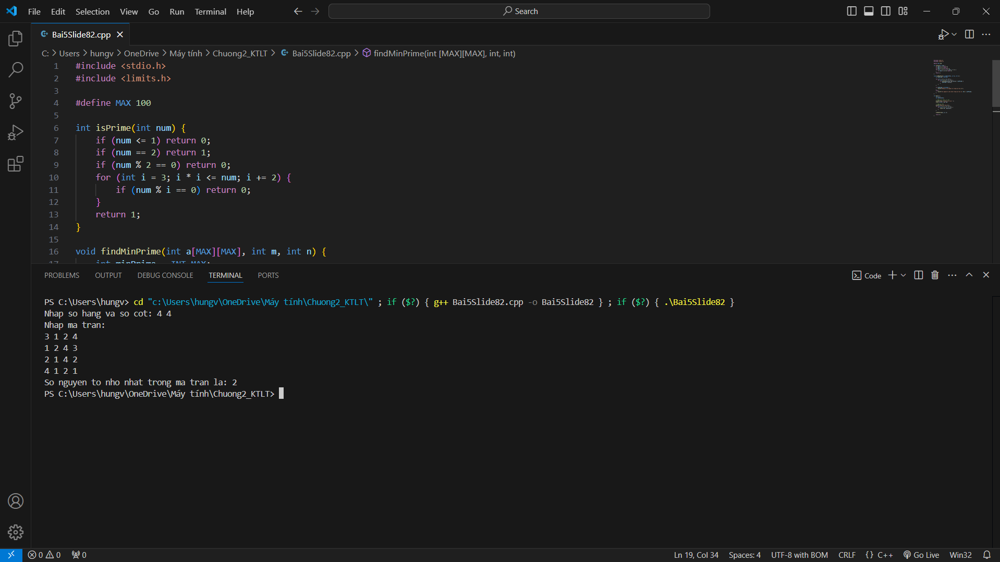 File Edit Selection View Go Run Terminal Help
Search
Bai5Slide82.cpp
C: > Users > hungv > OneDrive > Máy tính > Chuong2_KTLT > Bai5Slide82.cpp > findMinPrime(int [MAX][MAX], int, int)
1 #include <stdio.h>
2 #include <limits.h>
3
4 #define MAX 100
5
6 int isPrime(int num) {
7 if (num <= 1) return 0;
8 if (num == 2) return 1;
9 if (num % 2 == 0) return 0;
10 for (int i = 3; i * i <= num; i += 2) {
11 if (num % i == 0) return 0;
12 }
13 return 1;
14 }
15
16 void findMinPrime(int a[MAX][MAX], int m, int n) {
17 int minPrime = INT_MAX;
PROBLEMS OUTPUT DEBUG CONSOLE TERMINAL PORTS
Code
PS C:\Users\hungv> cd "c:\Users\hungv\OneDrive\Máy tính\Chuong2_KTLT\" ; if ($?) { g++ Bai5Slide82.cpp -o Bai5Slide82 } ; if ($?) { .\Bai5Slide82 }
Nhap so hang va so cot: 4 4
Nhap ma tran:
3 1 2 4
1 2 4 3
2 1 4 2
4 1 2 1
So nguyen to nho nhat trong ma tran la: 2
PS C:\Users\hungv\OneDrive\Máy tính\Chuong2_KTLT>
0 0 0 Ln 19, Col 34 Spaces: 4 UTF-8 with BOM CRLF {} C++ Go Live Win32